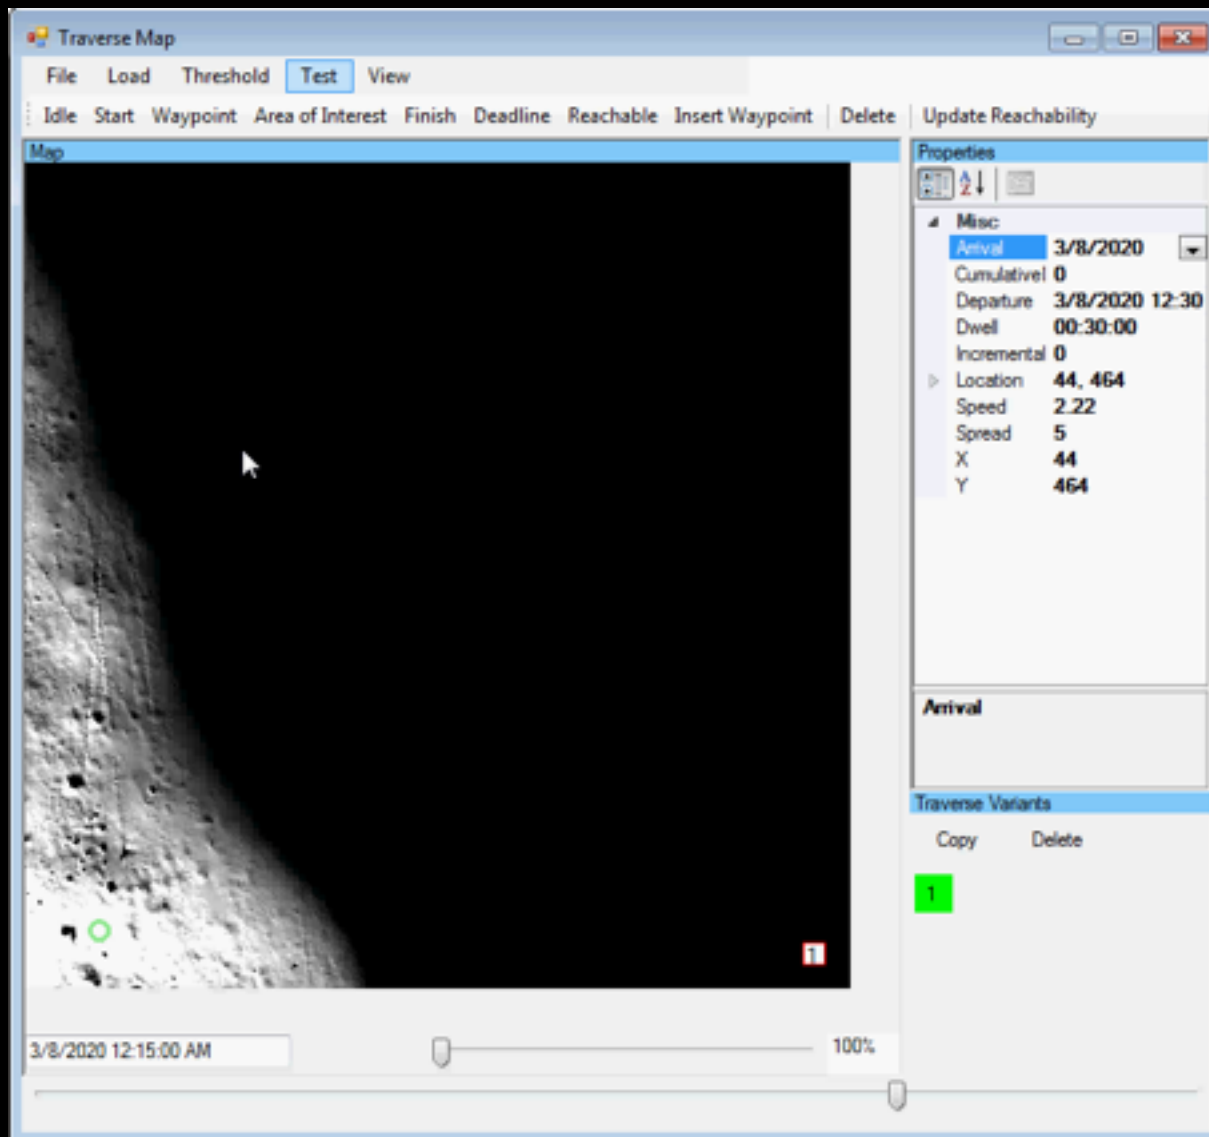 Traverse Map
File Load Threshold Test View
Idle Start Waypoint Area of Interest Finish Deadline Reachable Insert Waypoint Delete Update Reachability
Map
Properties
Misc
Arrival 3/8/2020
Cumulativel 0
Departure 3/8/2020 12:30
Dwell 00:30:00
Incremental 0
Location 44, 464
Speed 2.22
Spread 5
X 44
Y 464
Arrival
Traverse Variants
Copy Delete
1
1
3/8/2020 12:15:00 AM
100%